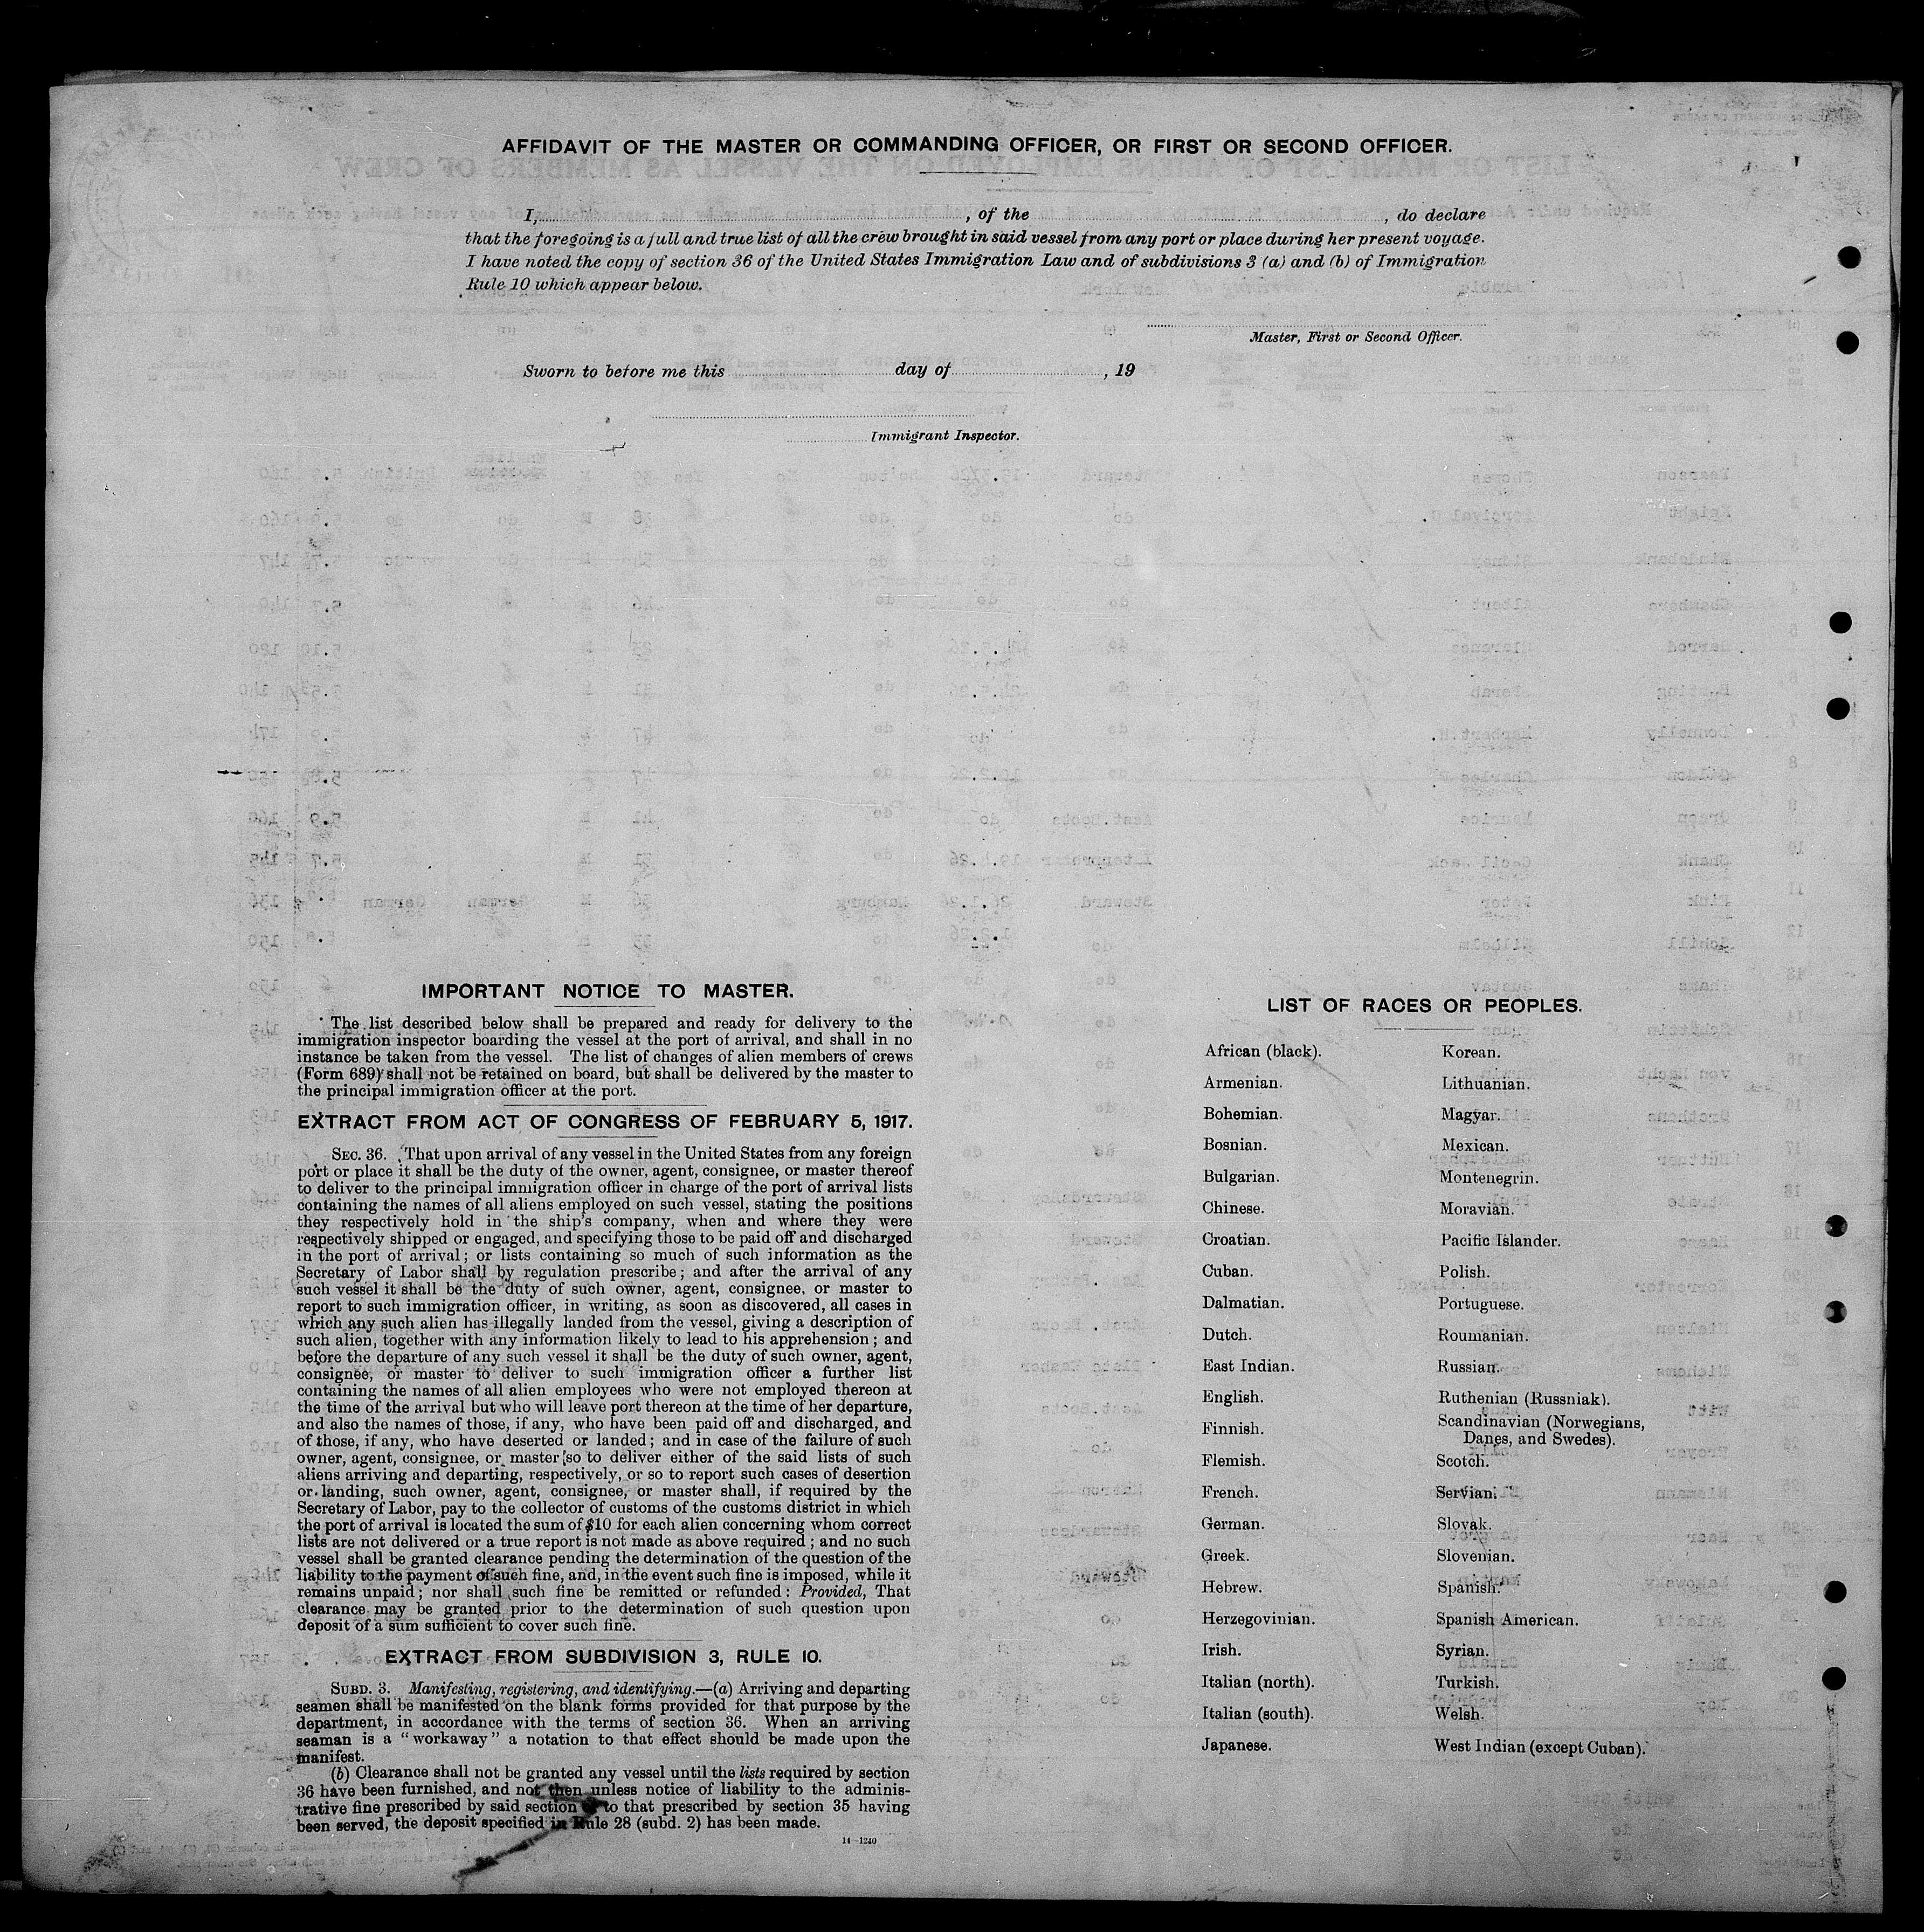 AFFIDAVIT OF THE MASTER OR COMMANDING OFFICER, OR FIRST OR SECOND OFFICER.
I, , of the , do declare
that the foregoing is a full and true list of all the crew brought in said vessel from any port or place during her present voyage.
I have noted the copy of section 36 of the United States Immigration Law and of subdivisions 3 (a) and (b) of Immigration
Rule 10 which appear below.
Master, First or Second Officer.
Sworn to before me this day of , 19
Immigrant Inspector.
IMPORTANT NOTICE TO MASTER.
The list described below shall be prepared and ready for delivery to the
immigration inspector boarding the vessel at the port of arrival, and shall in no
instance be taken from the vessel. The list of changes of alien members of crews
(Form 689) shall not be retained on board, but shall be delivered by the master to
the principal immigration officer at the port.
EXTRACT FROM ACT OF CONGRESS OF FEBRUARY 5, 1917.
SEC. 36. That upon arrival of any vessel in the United States from any foreign
port or place it shall be the duty of the owner, agent, consignee, or master thereof
to deliver to the principal immigration officer in charge of the port of arrival lists
containing the names of all aliens employed on such vessel, stating the positions
they respectively hold in the ship's company, when and where they were
respectively shipped or engaged, and specifying those to be paid off and discharged
in the port of arrival; or lists containing so much of such information as the
Secretary of Labor shall by regulation prescribe; and after the arrival of any
such vessel it shall be the duty of such owner, agent, consignee, or master to
report to such immigration officer, in writing, as soon as discovered, all cases in
which any such alien has illegally landed from the vessel, giving a description of
such alien, together with any information likely to lead to his apprehension; and
before the departure of any such vessel it shall be the duty of such owner, agent,
consignee, or master to deliver to such immigration officer a further list
containing the names of all alien employees who were not employed thereon at
the time of the arrival but who will leave port thereon at the time of her departure,
and also the names of those, if any, who have been paid off and discharged, and
of those, if any, who have deserted or landed; and in case of the failure of such
owner, agent, consignee, or master so to deliver either of the said lists of such
aliens arriving and departing, respectively, or so to report such cases of desertion
or landing, such owner, agent, consignee, or master shall, if required by the
Secretary of Labor, pay to the collector of customs of the customs district in which
the port of arrival is located the sum of $10 for each alien concerning whom correct
lists are not delivered or a true report is not made as above required; and no such
vessel shall be granted clearance pending the determination of the question of the
liability to the payment of such fine, and, in the event such fine is imposed, while it
remains unpaid; nor shall such fine be remitted or refunded: Provided, That
clearance may be granted prior to the determination of such question upon
deposit of a sum sufficient to cover such fine.
EXTRACT FROM SUBDIVISION 3, RULE 10.
SUBD. 3. Manifesting, registering, and identifying.—(a) Arriving and departing
seamen shall be manifested on the blank forms provided for that purpose by the
department, in accordance with the terms of section 36. When an arriving
seaman is a "workaway" a notation to that effect should be made upon the
manifest.
(b) Clearance shall not be granted any vessel until the lists required by section
36 have been furnished, and not then unless notice of liability to the adminis-
trative fine prescribed by said section to that prescribed by section 35 having
been served, the deposit specified in Rule 28 (subd. 2) has been made.
14—1240
LIST OF RACES OR PEOPLES.
African (black).
Armenian.
Bohemian.
Bosnian.
Bulgarian.
Chinese.
Croatian.
Cuban.
Dalmatian.
Dutch.
East Indian.
English.
Finnish.
Flemish.
French.
German.
Greek.
Hebrew.
Herzegovinian.
Irish.
Italian (north).
Italian (south).
Japanese.
Korean.
Lithuanian.
Magyar.
Mexican.
Montenegrin.
Moravian.
Pacific Islander.
Polish.
Portuguese.
Roumanian.
Russian.
Ruthenian (Russniak).
Scandinavian (Norwegians,
Danes, and Swedes).
Scotch.
Servian.
Slovak.
Slovenian.
Spanish.
Spanish American.
Syrian.
Turkish.
Welsh.
West Indian (except Cuban).